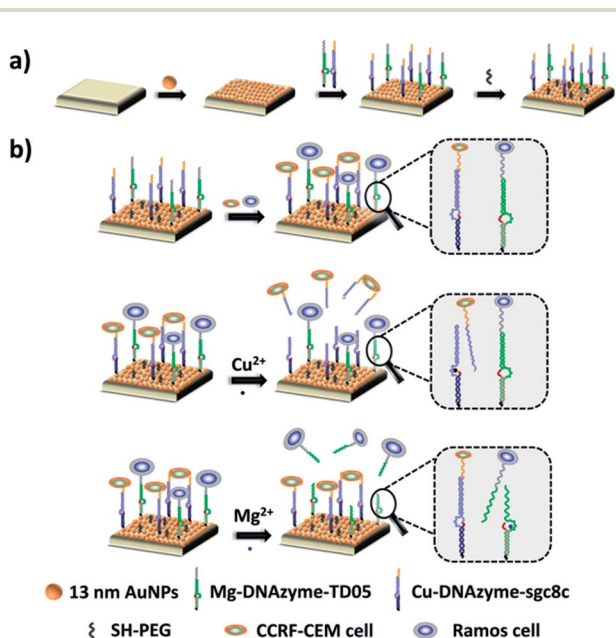 a)
b)
Cu²⁺
Mg²⁺
13 nm AuNPs Mg-DNAzyme-TD05 Cu-DNAzyme-sgc8c
SH-PEG CCRF-CEM cell Ramos cell